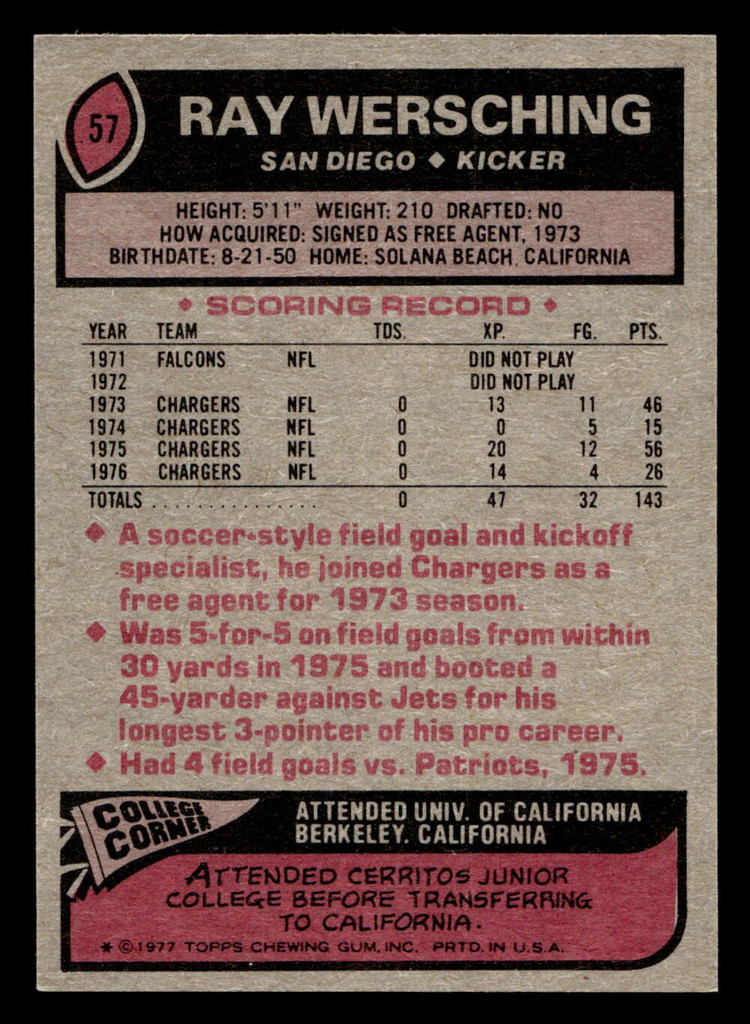 57
RAY WERSCHING
SAN DIEGO ♦ KICKER
HEIGHT: 5'11" WEIGHT: 210 DRAFTED: NO
HOW ACQUIRED: SIGNED AS FREE AGENT, 1973
BIRTHDATE: 8-21-50 HOME: SOLANA BEACH, CALIFORNIA
♦ SCORING RECORD ♦
YEAR TEAM TDS. XP. FG. PTS.
1971 FALCONS NFL DID NOT PLAY
1972 DID NOT PLAY
1973 CHARGERS NFL 0 13 11 46
1974 CHARGERS NFL 0 0 5 15
1975 CHARGERS NFL 0 20 12 56
1976 CHARGERS NFL 0 14 4 26
TOTALS . . . . . . . . . . . . . . . . 0 47 32 143
♦ A soccer-style field goal and kickoff
specialist, he joined Chargers as a
free agent for 1973 season.
♦ Was 5-for-5 on field goals from within
30 yards in 1975 and booted a
45-yarder against Jets for his
longest 3-pointer of his pro career.
♦ Had 4 field goals vs. Patriots, 1975.
COLLEGE
CORNER
ATTENDED UNIV. OF CALIFORNIA
BERKELEY, CALIFORNIA
ATTENDED CERRITOS JUNIOR
COLLEGE BEFORE TRANSFERRING
TO CALIFORNIA.
* © 1977 TOPPS CHEWING GUM, INC. PRTD. IN U.S.A.